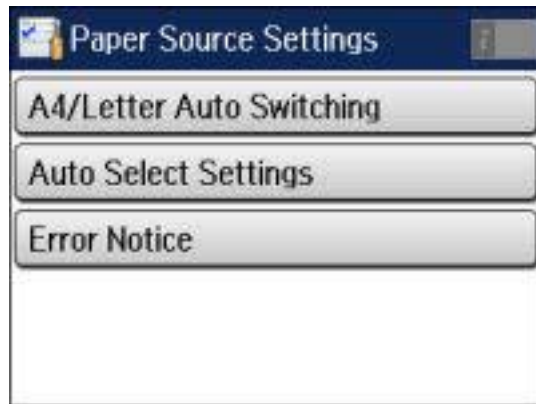 Paper Source Settings
A4/Letter Auto Switching
Auto Select Settings
Error Notice